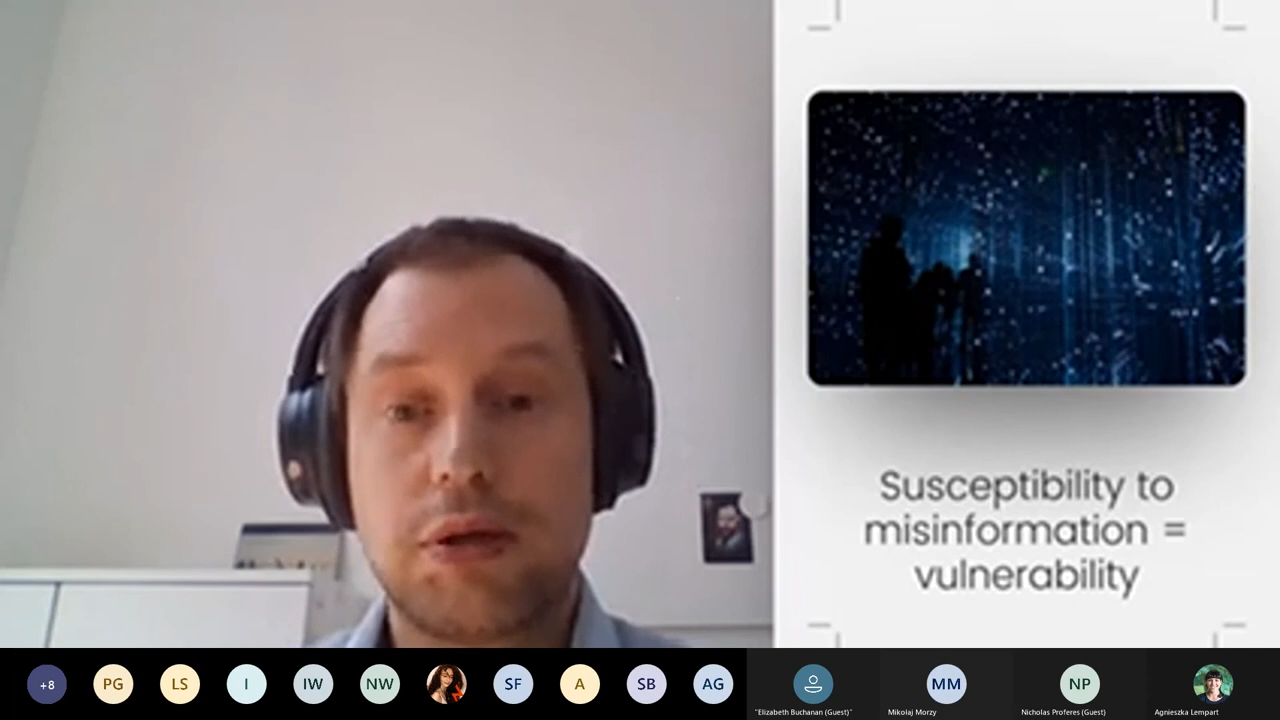 Susceptibility to
misinformation =
vulnerability
+8
PG
LS
I
IW
NW
SF
A
SB
AG
"Elizabeth Buchanan (Guest)"
MM
Mikołaj Morzy
NP
Nicholas Proferes (Guest)
Agnieszka Lempart